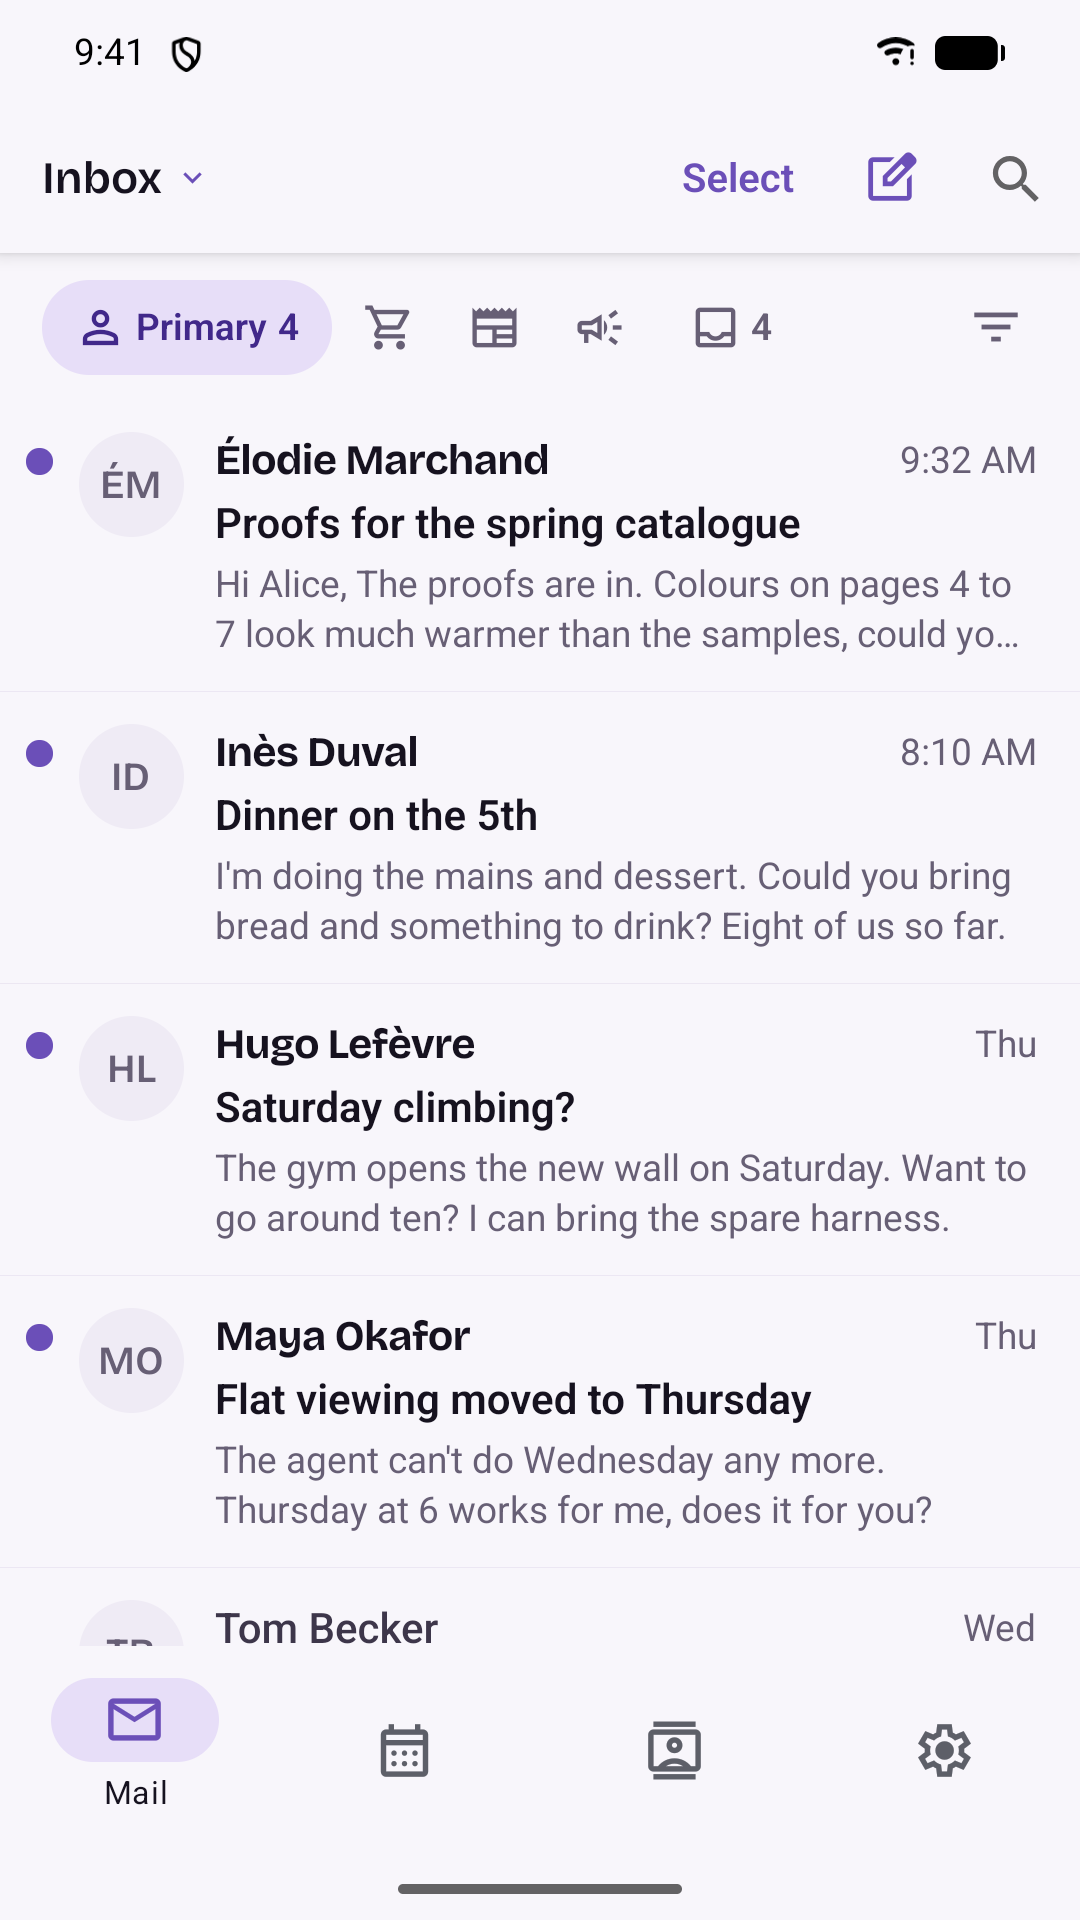 9:41
Inbox
Select
Primary 4
4
ÉM
Élodie Marchand
9:32 AM
Proofs for the spring catalogue
Hi Alice, The proofs are in. Colours on pages 4 to
7 look much warmer than the samples, could yo…
ID
Inès Duval
8:10 AM
Dinner on the 5th
I'm doing the mains and dessert. Could you bring
bread and something to drink? Eight of us so far.
HL
Hugo Lefèvre
Thu
Saturday climbing?
The gym opens the new wall on Saturday. Want to
go around ten? I can bring the spare harness.
MO
Maya Okafor
Thu
Flat viewing moved to Thursday
The agent can't do Wednesday any more.
Thursday at 6 works for me, does it for you?
Tom Becker
Wed
Mail